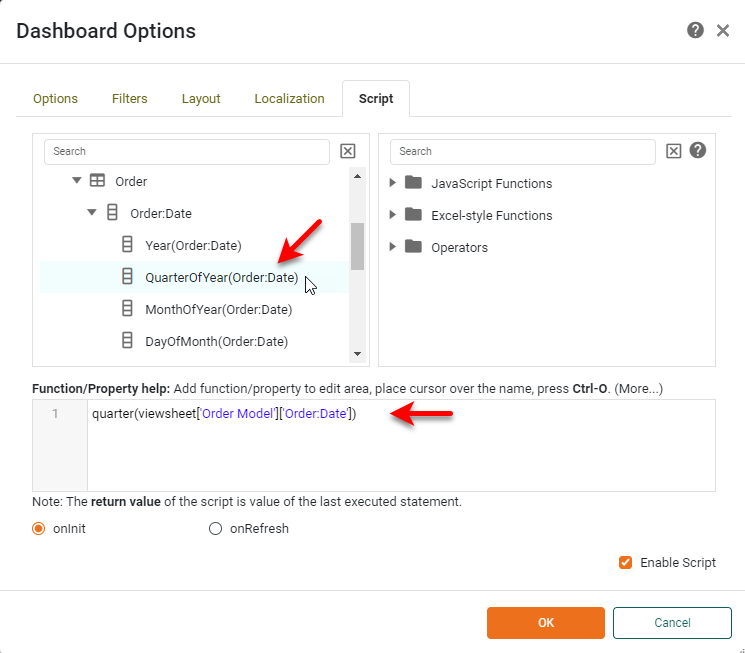 Dashboard Options
Options Filters Layout Localization Script
Search
Order
Order:Date
Year(Order:Date)
QuarterOfYear(Order:Date)
MonthOfYear(Order:Date)
DayOfMonth(Order:Date)
Search
JavaScript Functions
Excel-style Functions
Operators
Function/Property help: Add function/property to edit area, place cursor over the name, press Ctrl-O. (More...)
1 quarter(viewsheet['Order Model']['Order:Date'])
Note: The return value of the script is value of the last executed statement.
onInit onRefresh
Enable Script
OK Cancel